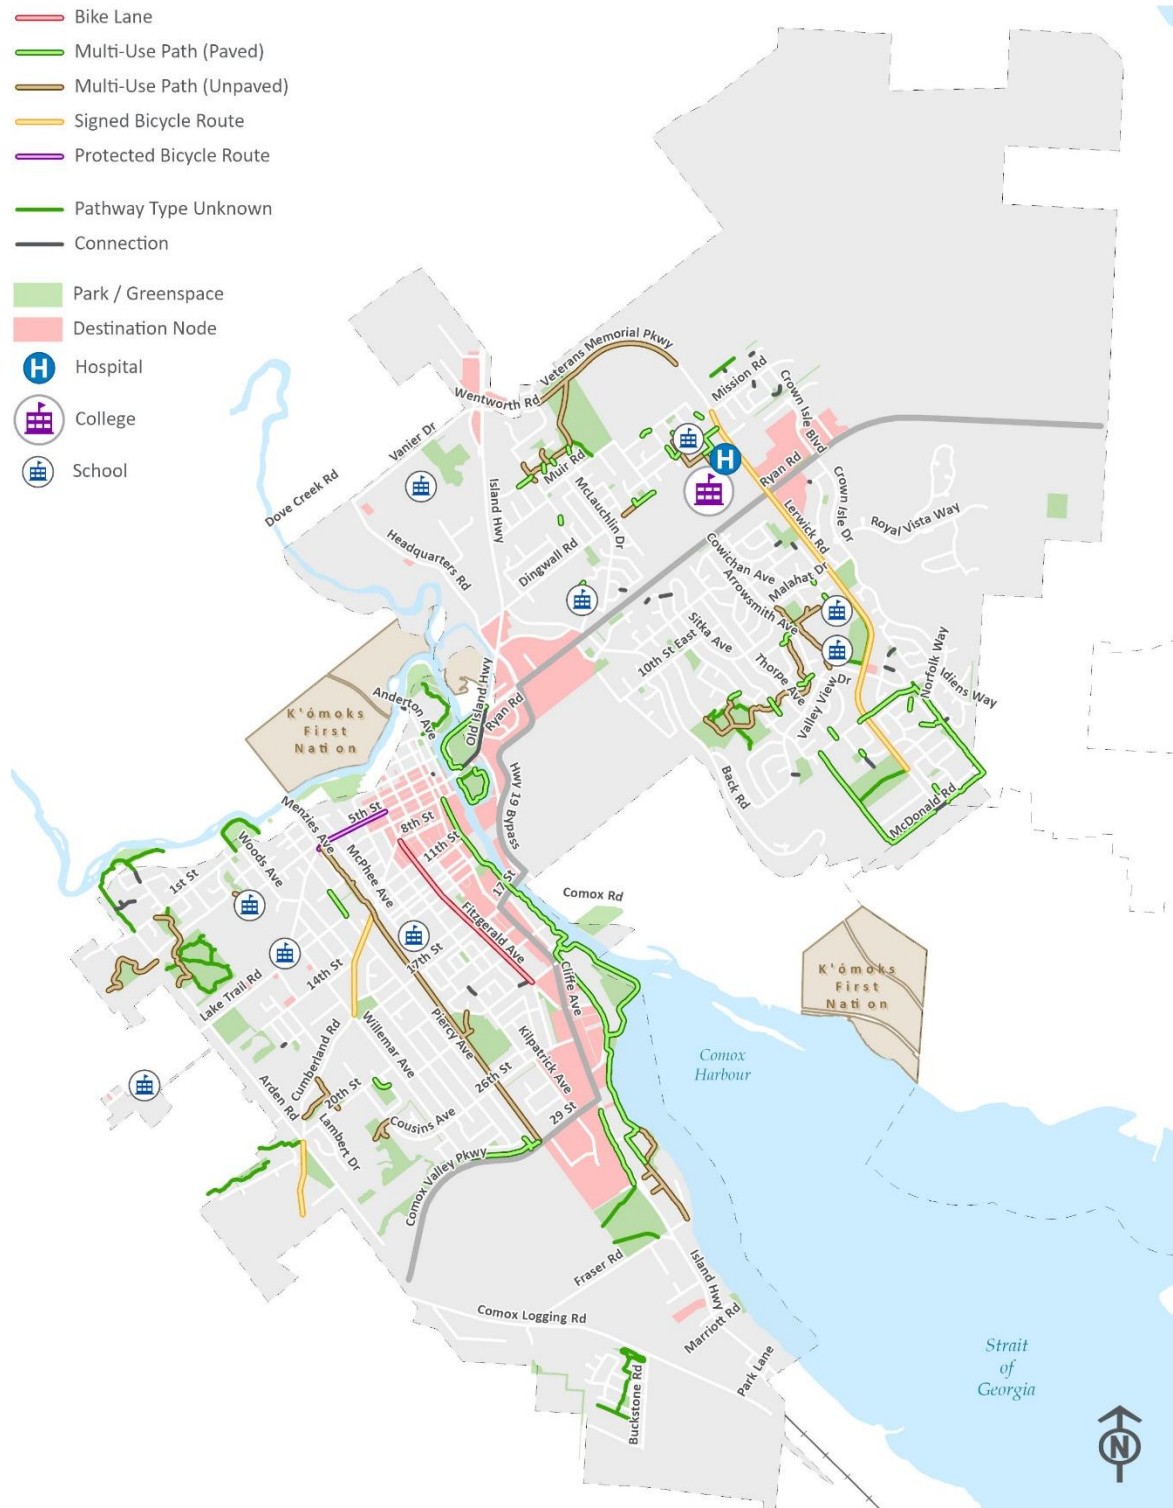 Bike Lane
Multi-Use Path (Paved)
Multi-Use Path (Unpaved)
Signed Bicycle Route
Protected Bicycle Route
Pathway Type Unknown
Connection
Park / Greenspace
Destination Node
H
Hospital
College
School
Veterans Memorial Pkwy
Wentworth Rd
Mission Rd
Crown Isle Blvd
Vanier Dr
Dove Creek Rd
Island Hwy
Muir Rd
McLauchlin Dr
H
Ryan Rd
Crown Isle Dr
Royal Vista Way
Lerwick Rd
Headquarters Rd
Dingwall Rd
Cowichan Ave
Malahat Dr
Arrowsmith Ave
Sitka Ave
10th St East
Thorpe Ave
Valley View Dr
Norfolk Way
Idiens Way
Back Rd
McDonald Rd
K'ómoks
First
Nation
Anderton Ave
Old Island Hwy
Ryan Rd
Hwy 19 Bypass
Menzies Ave
5th St
8th St
11th St
Woods Ave
1st St
McPhee Ave
17 St
Comox Rd
Fitzgerald Ave
17th St
14th St
Lake Trail Rd
Cliffe Ave
K'ómoks
First
Nation
Comox
Harbour
Cumberland Rd
Willemar Ave
Piercy Ave
Kilpatrick Ave
26th St
20th St
Arden Rd
Lambert Dr
Cousins Ave
29 St
Comox Valley Pkwy
Fraser Rd
Island Hwy
Comox Logging Rd
Marriott Rd
Park Lane
Buckstone Rd
Strait
of
Georgia
N